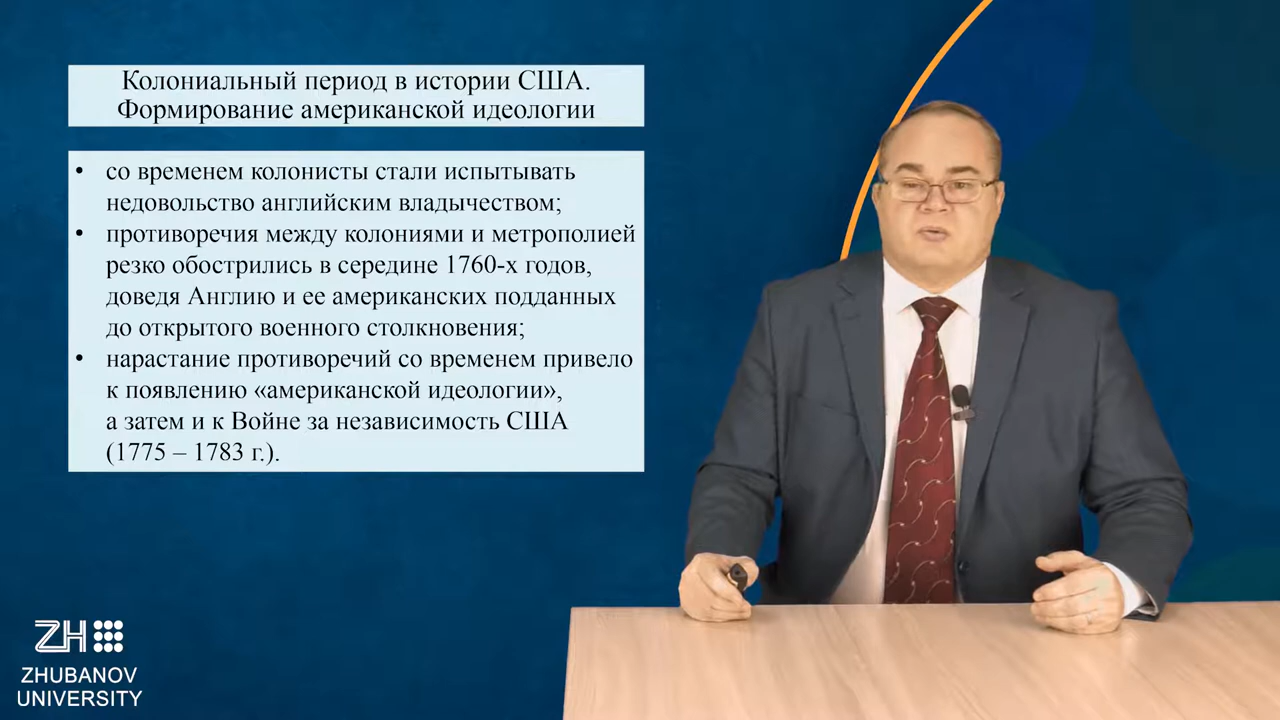 Колониальный период в истории США.
Формирование американской идеологии
• со временем колонисты стали испытывать
недовольство английским владычеством;
• противоречия между колониями и метрополией
резко обострились в середине 1760-х годов,
доведя Англию и ее американских подданных
до открытого военного столкновения;
• нарастание противоречий со временем привело
к появлению «американской идеологии»,
а затем и к Войне за независимость США
(1775 – 1783 г.).
ZH
ZHUBANOV
UNIVERSITY